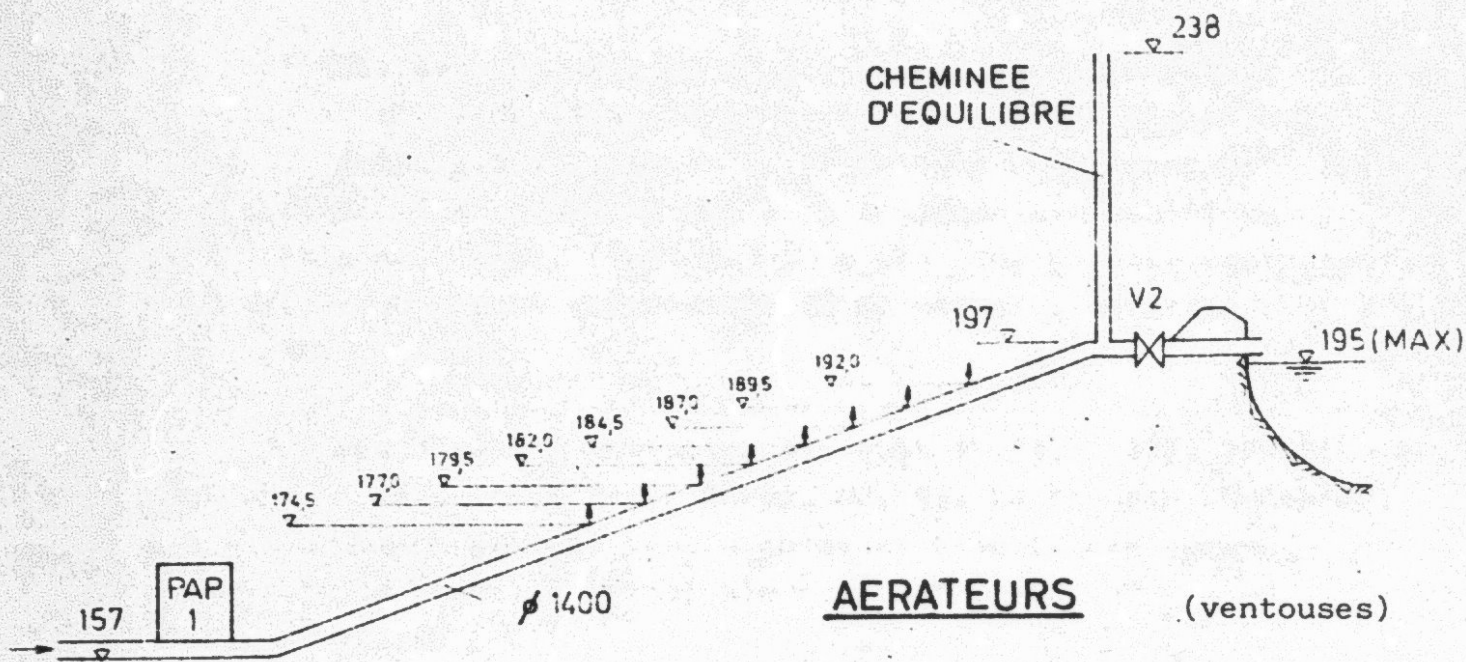 238
CHEMINEE
D'EQUILIBRE
V2
197
195(MAX)
192,0
189,5
187,0
184,5
182,0
179,5
177,0
174,5
PAP
1
157
ø 1400
AERATEURS
(ventouses)